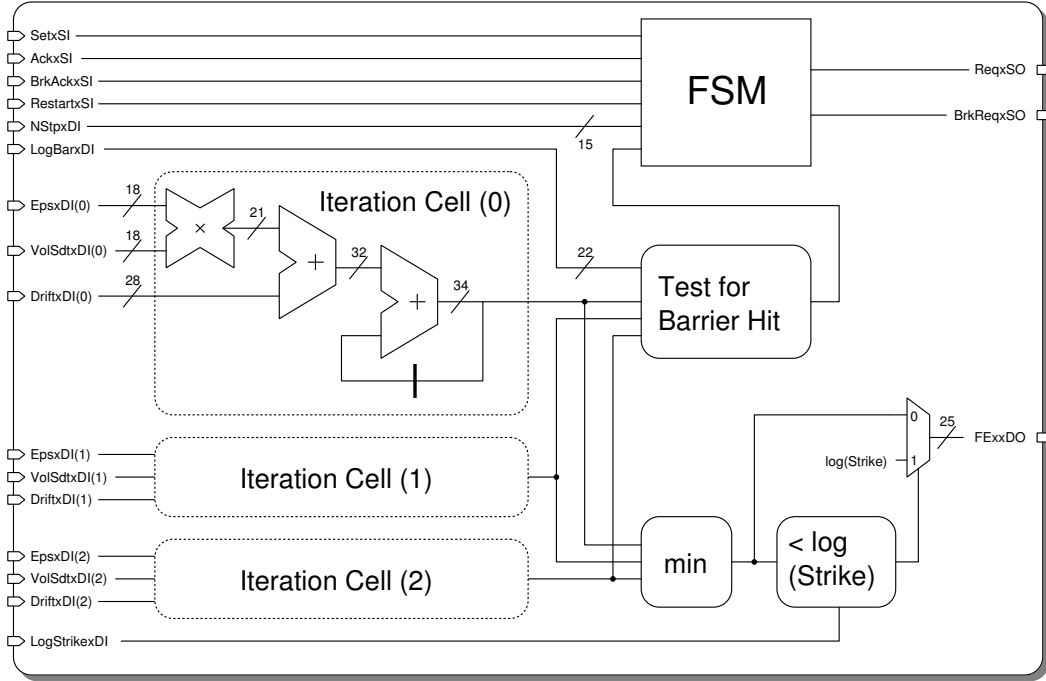 SetxSI
AckxSI
BrkAckxSI
RestartxSI
NStpxDI
15
LogBarxDI
FSM
ReqxSO
BrkReqxSO
EpsxDI(0)
18
VolSdtxDI(0)
18
DriftxDI(0)
28
×
21
+
32
+
34
Iteration Cell (0)
22
Test for
Barrier Hit
EpsxDI(1)
VolSdtxDI(1)
DriftxDI(1)
Iteration Cell (1)
EpsxDI(2)
VolSdtxDI(2)
DriftxDI(2)
Iteration Cell (2)
LogStrikexDI
min
< log
(Strike)
log(Strike)
0
1
25
FExxDO